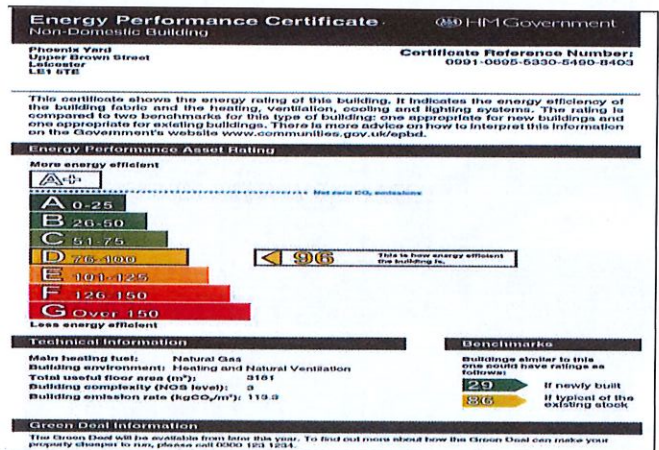 Energy Performance Certificate
HM Government
Non-Domestic Building
Phoenix Yard
Upper Brown Street
Leicester
LE1 5TE
Certificate Reference Number:
0991-0695-5330-5490-8403
This certificate shows the energy rating of this building. It indicates the energy efficiency of
the building fabric and the heating, ventilation, cooling and lighting systems. The rating is
compared to two benchmarks for this type of building: one appropriate for new buildings and
one appropriate for existing buildings. There is more advice on how to interpret this information
on the Government's website www.communities.gov.uk/epbd.
Energy Performance Asset Rating
More energy efficient
A+
Net zero CO₂ emissions
A 0-25
B 26-50
C 51-75
D 76-100
96
This is how energy efficient
the building is.
E 101-125
F 126-150
G Over 150
Less energy efficient
Technical Information
Main heating fuel: Natural Gas
Building environment: Heating and Natural Ventilation
Total useful floor area (m²): 3181
Building complexity (NOS level): 3
Building emission rate (kgCO₂/m²): 113.3
Benchmarks
Buildings similar to this
one could have ratings as
follows:
29 If newly built
86 If typical of the
existing stock
Green Deal Information
The Green Deal will be available from later this year. To find out more about how the Green Deal can make your
property cheaper to run, please call 0300 123 1234.